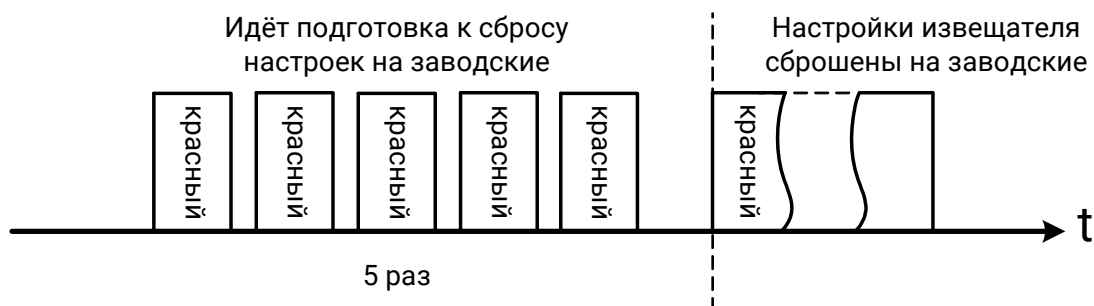 Идёт подготовка к сбросу
настроек на заводские
Настройки извещателя
сброшены на заводские
красный
красный
красный
красный
красный
красный
t
5 раз